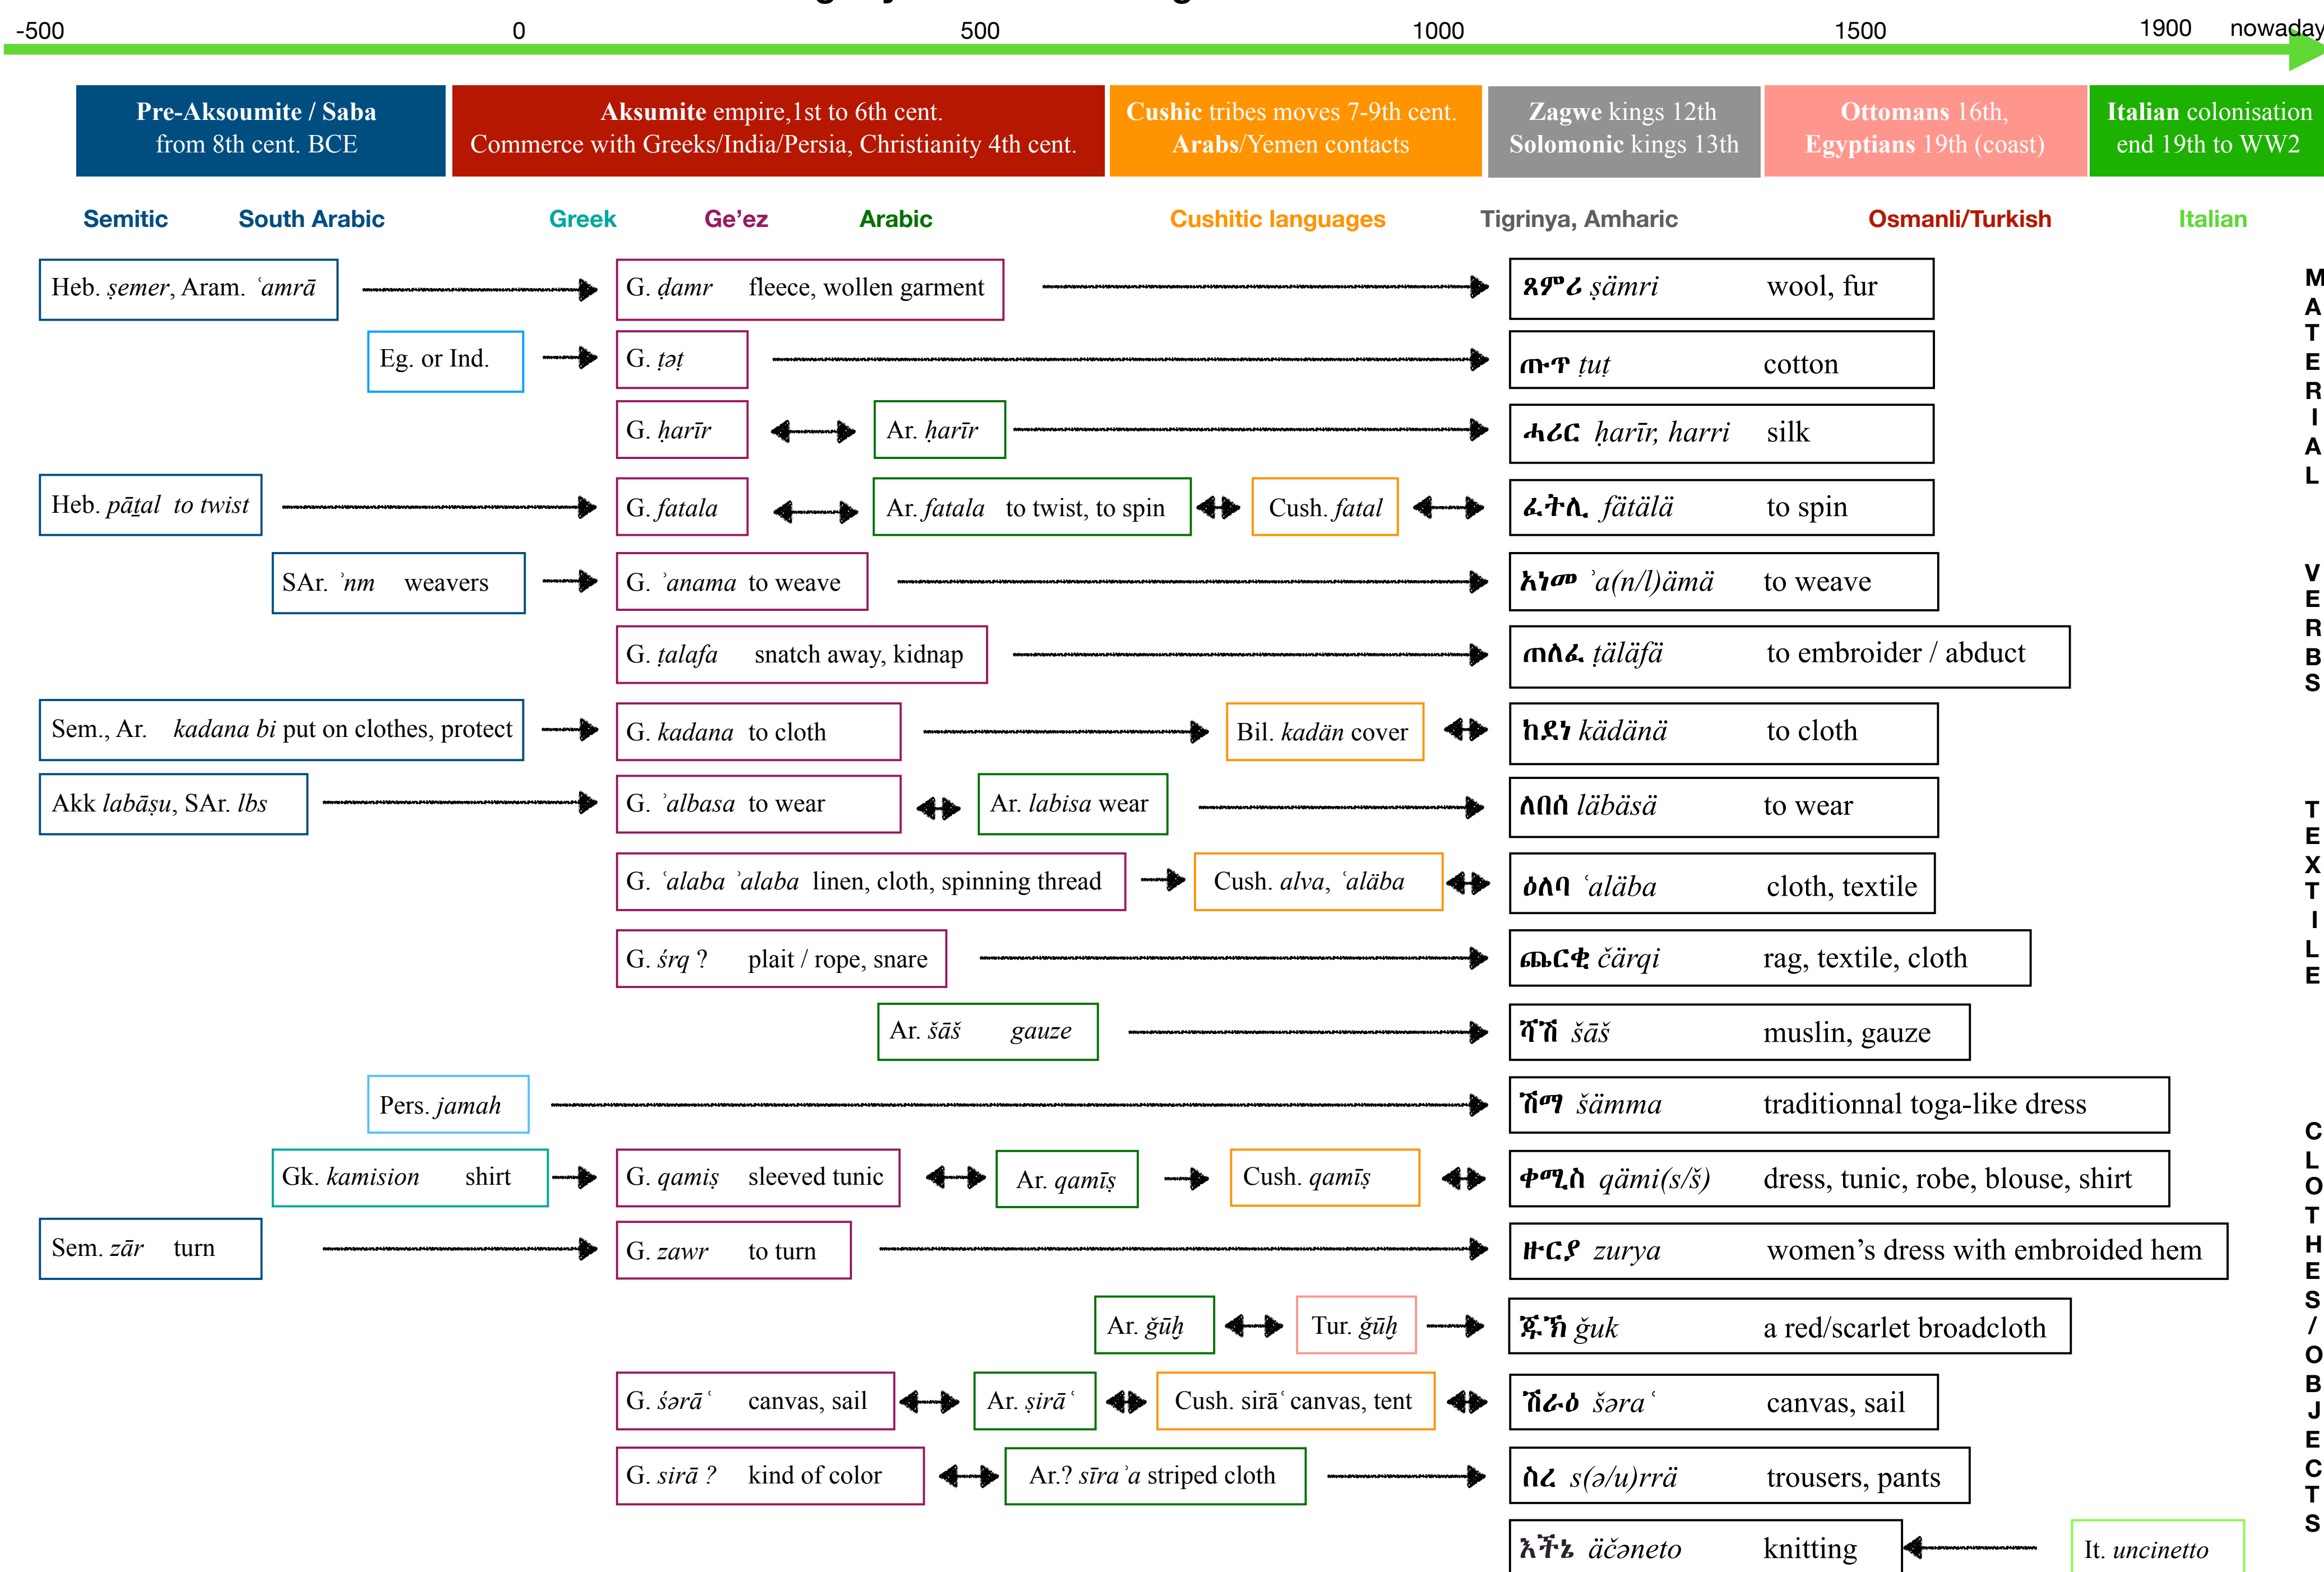 -500 0 500 1000 1500 1900 nowaday
Pre-Aksoumite / Saba
from 8th cent. BCE
Aksumite empire,1st to 6th cent.
Commerce with Greeks/India/Persia, Christianity 4th cent.
Cushic tribes moves 7-9th cent.
Arabs/Yemen contacts
Zagwe kings 12th
Solomonic kings 13th
Ottomans 16th,
Egyptians 19th (coast)
Italian colonisation
end 19th to WW2
Semitic South Arabic Greek Ge’ez Arabic Cushitic languages Tigrinya, Amharic Osmanli/Turkish Italian
Heb. ṣemer, Aram. ʿamrā G. ḍamr fleece, wollen garment ጸምሪ ṣämri wool, fur
Eg. or Ind. G. ṭəṭ ጡጥ ṭuṭ cotton
G. ḥarīr Ar. ḥarīr ሓሪር ḥarīr, harri silk
Heb. pāṯal to twist G. fatala Ar. fatala to twist, to spin Cush. fatal ፈትሊ fätälä to spin
SAr. ʾnm weavers G. ʾanama to weave አነመ ʾa(n/l)ämä to weave
G. ṭalafa snatch away, kidnap ጠለፈ ṭäläfä to embroider / abduct
Sem., Ar. kadana bi put on clothes, protect G. kadana to cloth Bil. kadän cover ከደነ kädänä to cloth
Akk labāṣu, SAr. lbs G. ʾalbasa to wear Ar. labisa wear ለበሰ läbäsä to wear
G. ʿalaba ʾalaba linen, cloth, spinning thread Cush. alva, ʿaläba ዕለባ ʿaläba cloth, textile
G. śrq ? plait / rope, snare ጨርቂ čärqi rag, textile, cloth
Ar. šāš gauze ሻሽ šāš muslin, gauze
Pers. jamah ሽማ šämma traditionnal toga-like dress
Gk. kamision shirt G. qamiṣ sleeved tunic Ar. qamīṣ Cush. qamīṣ ቀሚስ qämi(s/š) dress, tunic, robe, blouse, shirt
Sem. zār turn G. zawr to turn ዙርያ zurya women’s dress with embroided hem
Ar. ğūḫ Tur. ğūḫ ጁኽ ğuk a red/scarlet broadcloth
G. śərāʿ canvas, sail Ar. ṣirāʿ Cush. sirāʿ canvas, tent ሽራዕ šəraʿ canvas, sail
G. sirā ? kind of color Ar.? sīraʾa striped cloth ስረ s(ə/u)rrä trousers, pants
እችኔ äčəneto knitting It. uncinetto
MATERIAL
VERBS
TEXTILE
CLOTHES/OBJECTS